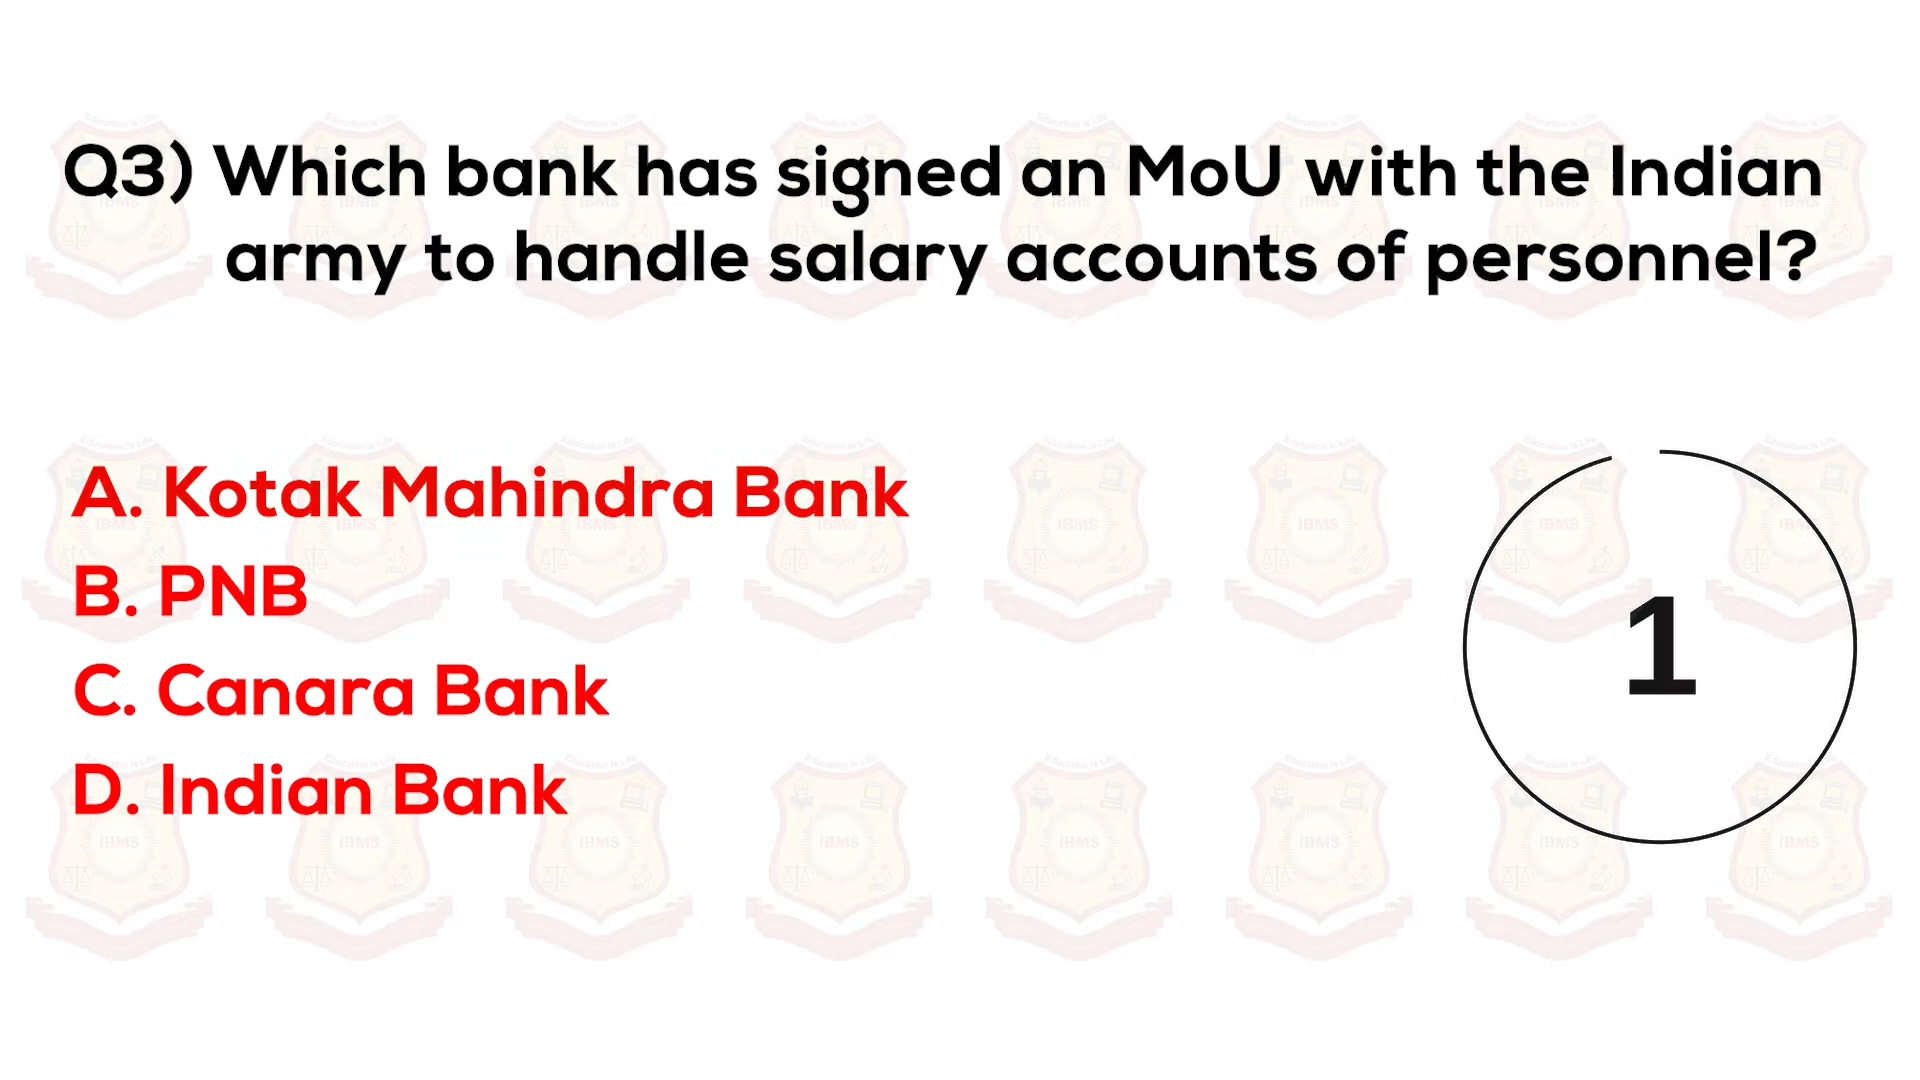 Q3) Which bank has signed an MoU with the Indian
army to handle salary accounts of personnel?
A. Kotak Mahindra Bank
B. PNB
C. Canara Bank
D. Indian Bank
1